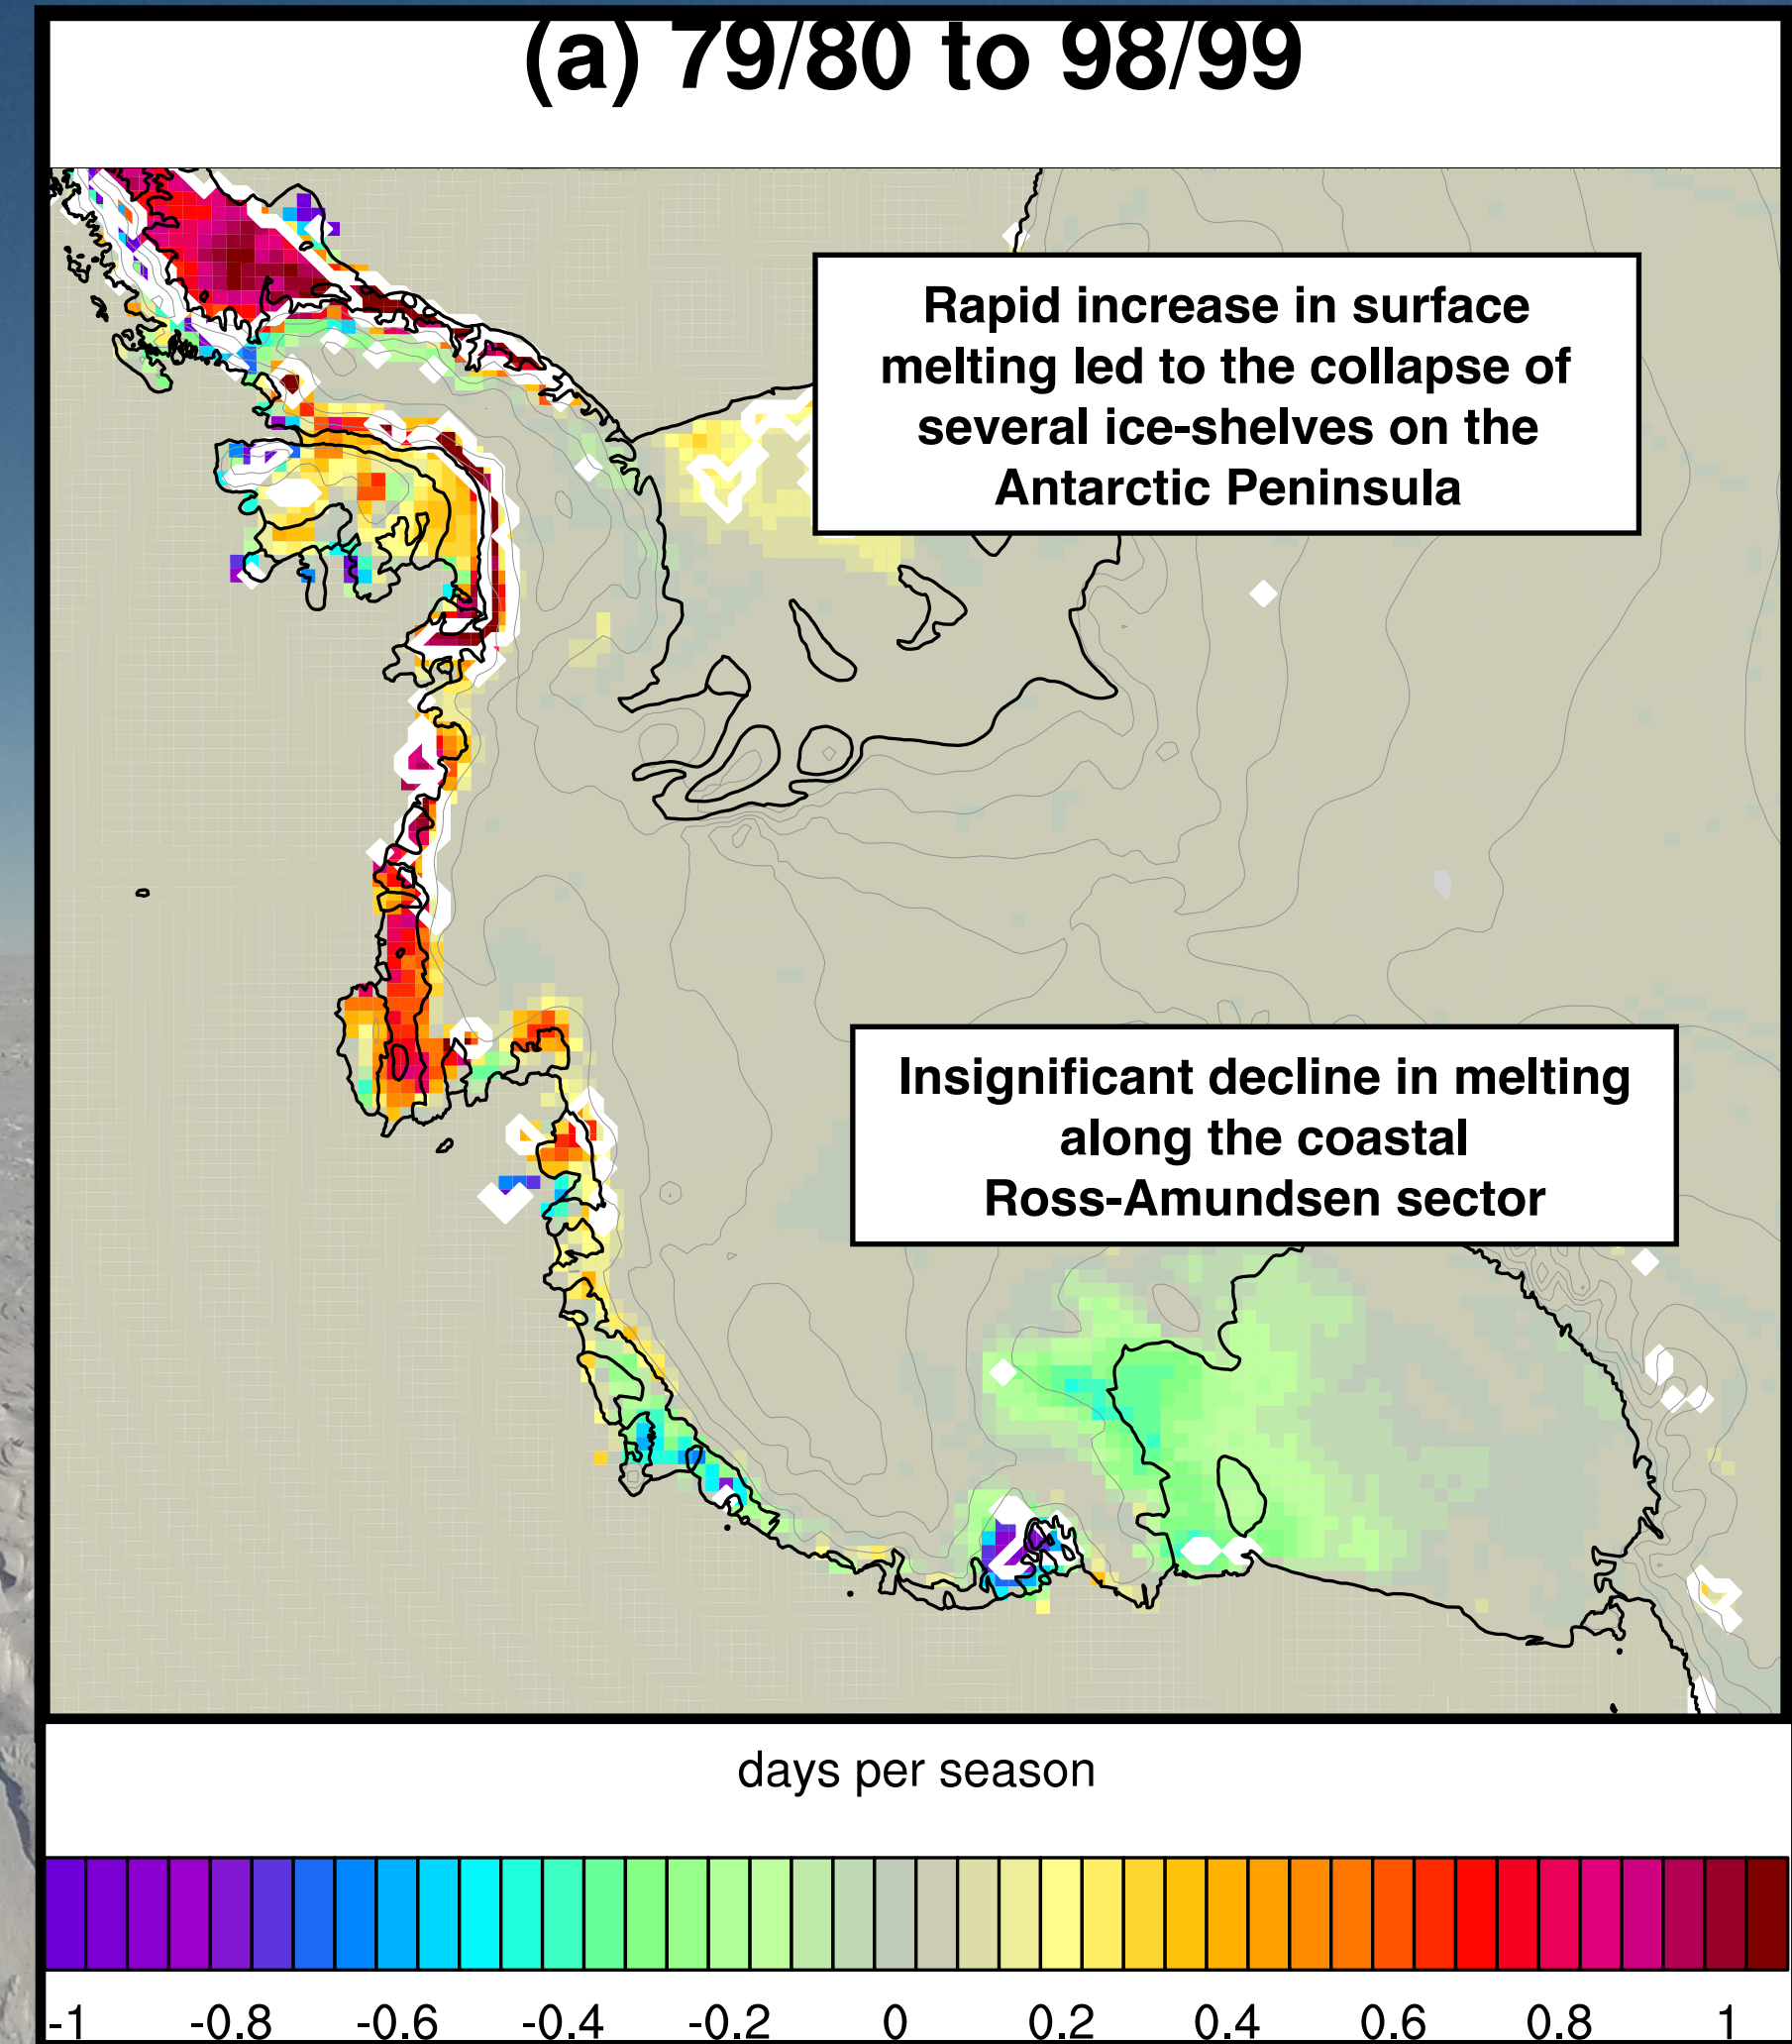 (a) 79/80 to 98/99
Rapid increase in surface
melting led to the collapse of
several ice-shelves on the
Antarctic Peninsula
Insignificant decline in melting
along the coastal
Ross-Amundsen sector
days per season
-1 -0.8 -0.6 -0.4 -0.2 0 0.2 0.4 0.6 0.8 1